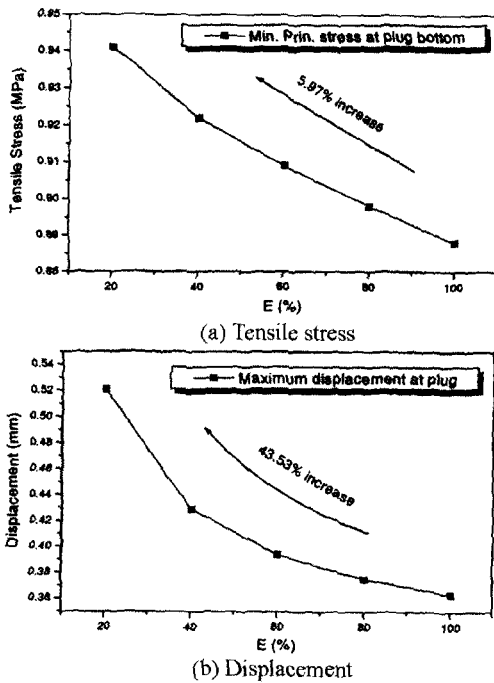 0.95
0.94
0.93
0.92
0.91
0.90
0.89
0.88
Tensile Stress (MPa)
Min. Prin. stress at plug bottom
5.97% increase
20 40 60 80 100
E (%)
(a) Tensile stress
0.54
0.52
0.50
0.48
0.46
0.44
0.42
0.40
0.38
0.36
Displacement (mm)
Maximum displacement at plug
43.53% increase
20 40 60 80 100
E (%)
(b) Displacement